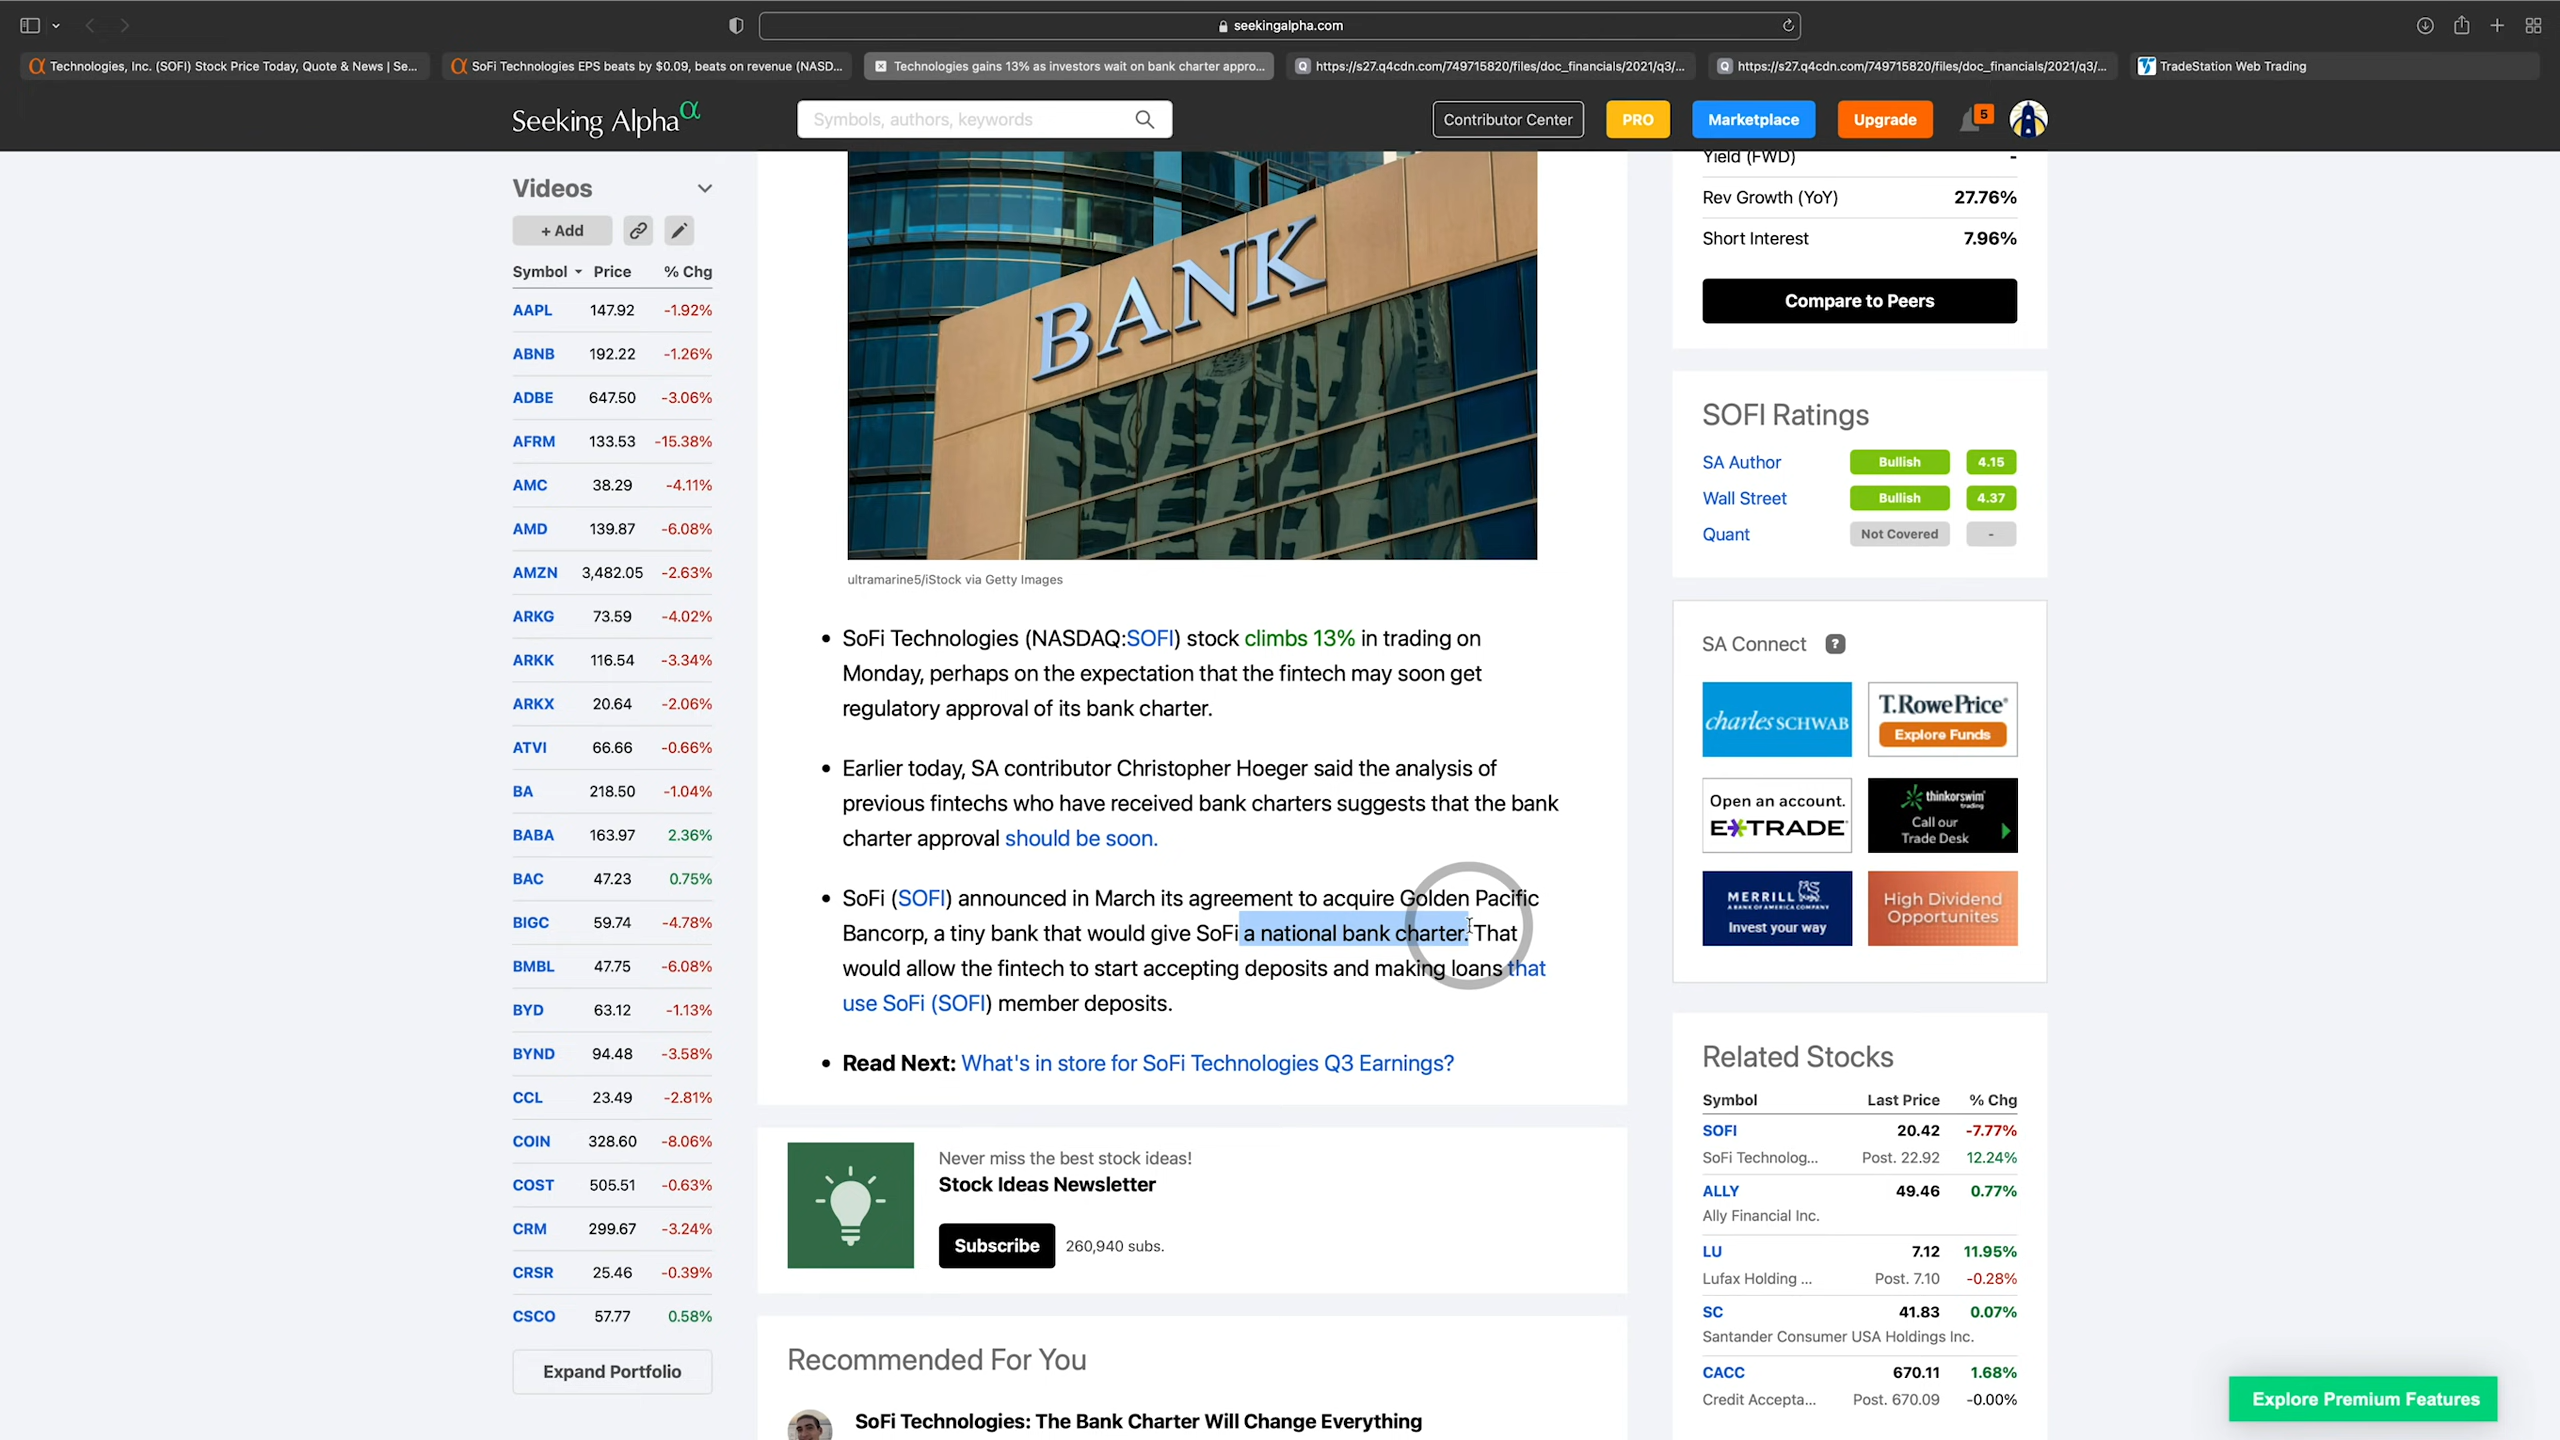 seekingalpha.com
Technologies, Inc. (SOFI) Stock Price Today, Quote & News | Se...
SoFi Technologies EPS beats by $0.09, beats on revenue (NASD...
Technologies gains 13% as investors wait on bank charter appro...
https://s27.q4cdn.com/749715820/files/doc_financials/2021/q3/...
https://s27.q4cdn.com/749715820/files/doc_financials/2021/q3/...
TradeStation Web Trading
Seeking Alpha α
Symbols, authors, keywords
Contributor Center
PRO
Marketplace
Upgrade
5
Videos
+ Add
Symbol Price % Chg
AAPL 147.92 -1.92%
ABNB 192.22 -1.26%
ADBE 647.50 -3.06%
AFRM 133.53 -15.38%
AMC 38.29 -4.11%
AMD 139.87 -6.08%
AMZN 3,482.05 -2.63%
ARKG 73.59 -4.02%
ARKK 116.54 -3.34%
ARKX 20.64 -2.06%
ATVI 66.66 -0.66%
BA 218.50 -1.04%
BABA 163.97 2.36%
BAC 47.23 0.75%
BIGC 59.74 -4.78%
BMBL 47.75 -6.08%
BYD 63.12 -1.13%
BYND 94.48 -3.58%
CCL 23.49 -2.81%
COIN 328.60 -8.06%
COST 505.51 -0.63%
CRM 299.67 -3.24%
CRSR 25.46 -0.39%
CSCO 57.77 0.58%
Expand Portfolio
BANK
ultramarine5/iStock via Getty Images
• SoFi Technologies (NASDAQ:SOFI) stock climbs 13% in trading on
Monday, perhaps on the expectation that the fintech may soon get
regulatory approval of its bank charter.
• Earlier today, SA contributor Christopher Hoeger said the analysis of
previous fintechs who have received bank charters suggests that the bank
charter approval should be soon.
• SoFi (SOFI) announced in March its agreement to acquire Golden Pacific
Bancorp, a tiny bank that would give SoFi a national bank charter. That
would allow the fintech to start accepting deposits and making loans that
use SoFi (SOFI) member deposits.
• Read Next: What's in store for SoFi Technologies Q3 Earnings?
Never miss the best stock ideas!
Stock Ideas Newsletter
Subscribe 260,940 subs.
Recommended For You
SoFi Technologies: The Bank Charter Will Change Everything
Yield (FWD) -
Rev Growth (YoY) 27.76%
Short Interest 7.96%
Compare to Peers
SOFI Ratings
SA Author Bullish 4.15
Wall Street Bullish 4.37
Quant Not Covered -
SA Connect ?
charles SCHWAB
T.RowePrice®
Explore Funds
Open an account.
E*TRADE
thinkorswim
trading
Call our
Trade Desk
MERRILL
A BANK OF AMERICA COMPANY
Invest your way
High Dividend
Opportunites
Related Stocks
Symbol Last Price % Chg
SOFI 20.42 -7.77%
SoFi Technolog... Post. 22.92 12.24%
ALLY 49.46 0.77%
Ally Financial Inc.
LU 7.12 11.95%
Lufax Holding ... Post. 7.10 -0.28%
SC 41.83 0.07%
Santander Consumer USA Holdings Inc.
CACC 670.11 1.68%
Credit Accepta... Post. 670.09 -0.00%
Explore Premium Features